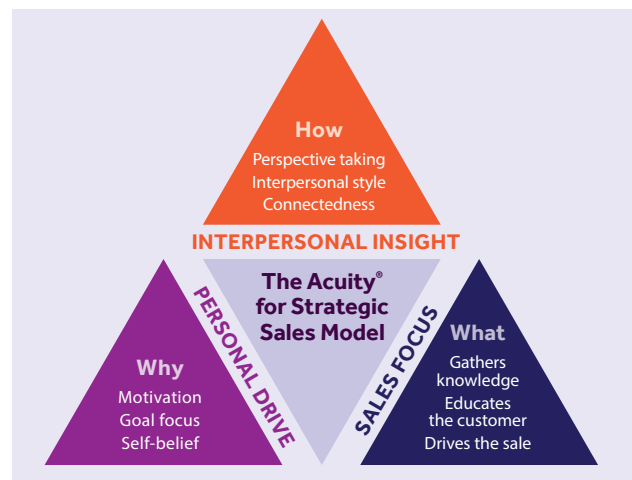 How
Perspective taking
Interpersonal style
Connectedness
INTERPERSONAL INSIGHT
The Acuity®
for Strategic
Sales Model
PERSONAL DRIVE
SALES FOCUS
Why
Motivation
Goal focus
Self-belief
What
Gathers
knowledge
Educates
the customer
Drives the sale